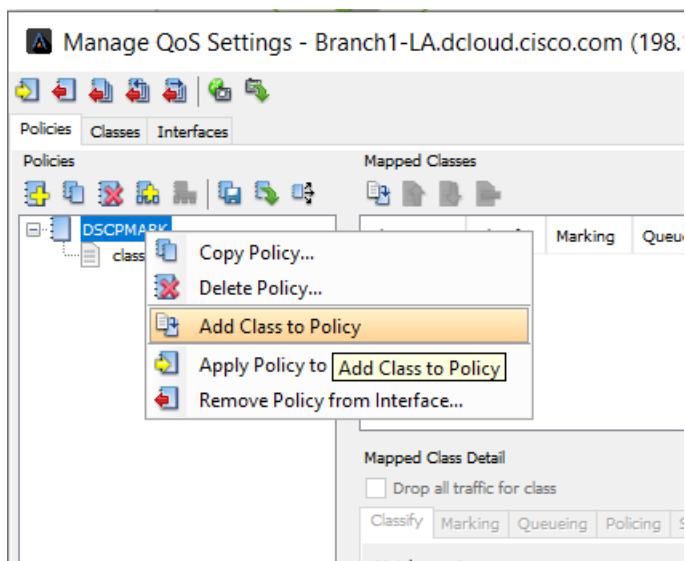 Manage QoS Settings - Branch1-LA.dcloud.cisco.com (198.
Policies Classes Interfaces
Policies
Mapped Classes
DSCPMARK
class
Marking
Queu
Copy Policy...
Delete Policy...
Add Class to Policy
Apply Policy to
Add Class to Policy
Remove Policy from Interface...
Mapped Class Detail
Drop all traffic for class
Classify Marking Queueing Policing S